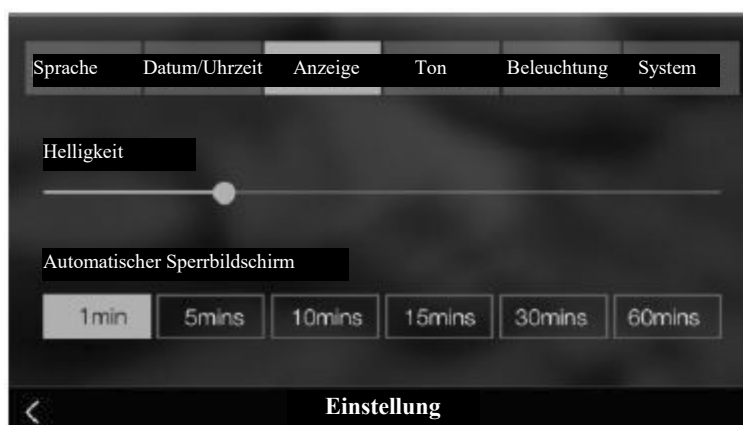 Sprache Datum/Uhrzeit Anzeige Ton Beleuchtung System
Helligkeit
Automatischer Sperrbildschirm
1min 5mins 10mins 15mins 30mins 60mins
Einstellung